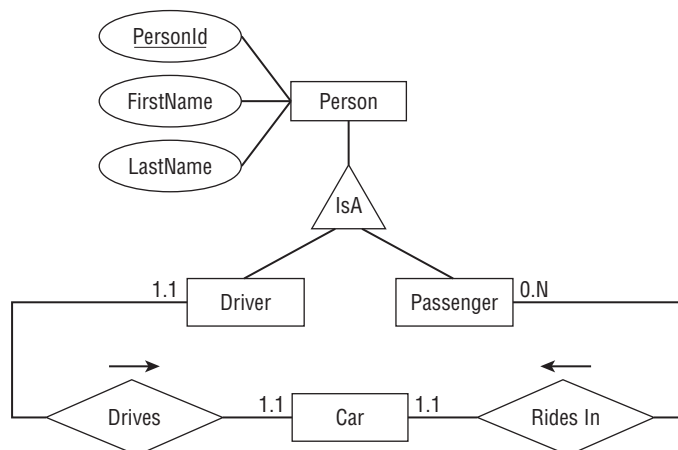 PersonId
FirstName
Person
LastName
IsA
1.1
Driver
Passenger
0.N
Drives
1.1
Car
1.1
Rides In